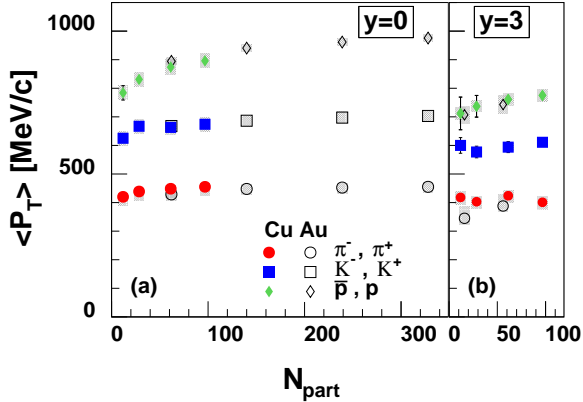 y=0
y=3
<P_T> [MeV/c]
1000
500
0
Cu Au
π⁻, π⁺
K⁻, K⁺
p̅, p
(a)
(b)
0 100 200 300
0 50 100
N_part